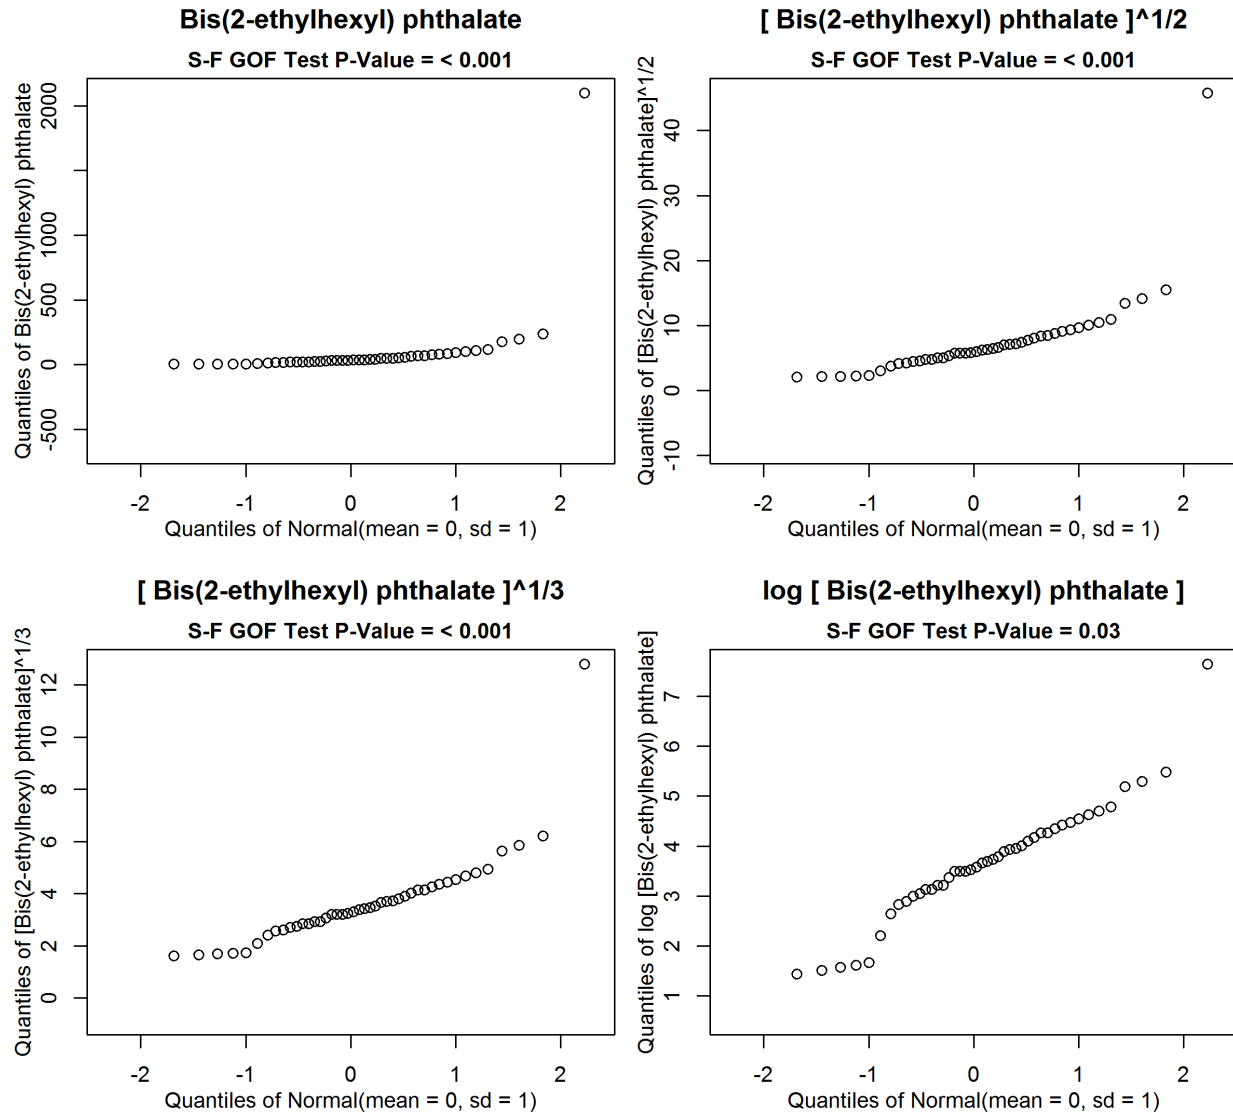 Bis(2-ethylhexyl) phthalate
S-F GOF Test P-Value = < 0.001
Quantiles of Bis(2-ethylhexyl) phthalate
2000
1000
500
0
-500
-2 -1 0 1 2
Quantiles of Normal(mean = 0, sd = 1)
[ Bis(2-ethylhexyl) phthalate ]^1/2
S-F GOF Test P-Value = < 0.001
Quantiles of [Bis(2-ethylhexyl) phthalate]^1/2
40
30
20
10
0
-10
-2 -1 0 1 2
Quantiles of Normal(mean = 0, sd = 1)
[ Bis(2-ethylhexyl) phthalate ]^1/3
S-F GOF Test P-Value = < 0.001
Quantiles of [Bis(2-ethylhexyl) phthalate]^1/3
12
10
8
6
4
2
0
-2 -1 0 1 2
Quantiles of Normal(mean = 0, sd = 1)
log [ Bis(2-ethylhexyl) phthalate ]
S-F GOF Test P-Value = 0.03
Quantiles of log [Bis(2-ethylhexyl) phthalate]
7
6
5
4
3
2
1
-2 -1 0 1 2
Quantiles of Normal(mean = 0, sd = 1)